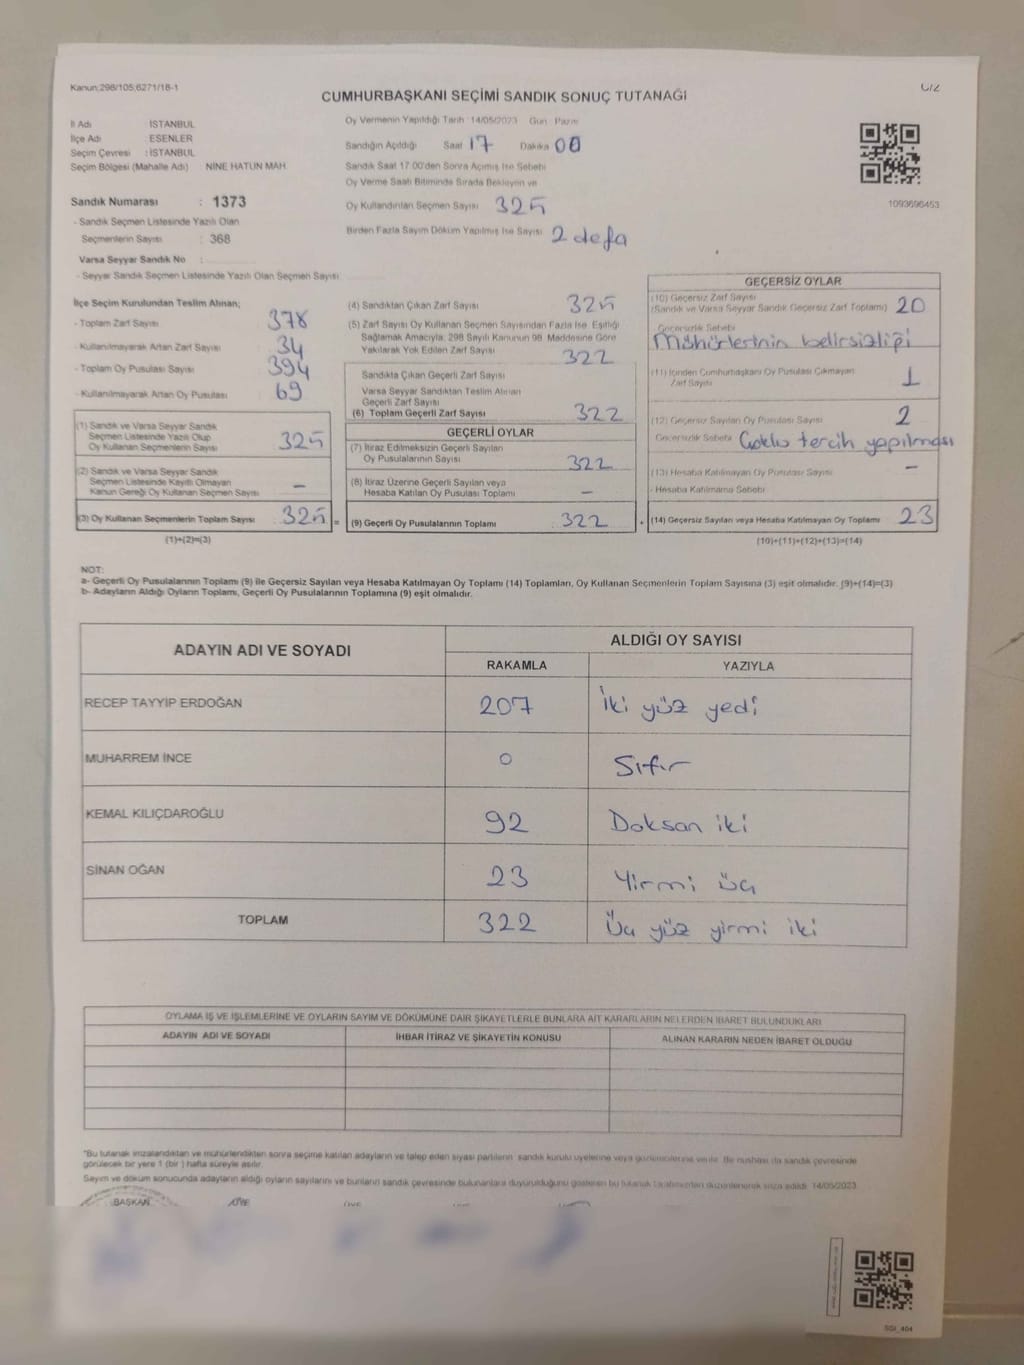 Kanun;298/105;6271/18-1
CUMHURBAŞKANI SEÇİMİ SANDIK SONUÇ TUTANAĞI
İl Adı : İSTANBUL
İlçe Adı : ESENLER
Seçim Çevresi : İSTANBUL
Seçim Bölgesi (Mahalle Adı) NİNE HATUN MAH.
Sandık Numarası : 1373
- Sandık Seçmen Listesinde Yazılı Olan
Seçmenlerin Sayısı : 368
Varsa Seyyar Sandık No :
- Seyyar Sandık Seçmen Listesinde Yazılı Olan Seçmen Sayısı
Oy Vermenin Yapıldığı Tarih :14/05/2023 Gün Pazar
Sandığın Açıldığı Saat 17 Dakika 00
Sandık Saat 17.00'den Sonra Açılmış İse Sebebi
Oy Verme Saati Bitiminde Sırada Bekleyen ve
Oy Kullandırılan Seçmen Sayısı 325
Birden Fazla Sayım Döküm Yapılmış İse Sayısı 2 defa
1093696453
İlçe Seçim Kurulundan Teslim Alınan;
- Toplam Zarf Sayısı 378
- Kullanılmayarak Artan Zarf Sayısı 34
- Toplam Oy Pusulası Sayısı 394
- Kullanılmayarak Artan Oy Pusulası 69
(1) Sandık ve Varsa Seyyar Sandık
Seçmen Listesinde Yazılı Olup
Oy Kullanan Seçmenlerin Sayısı 325
(2) Sandık ve Varsa Seyyar Sandık
Seçmen Listesinde Kayıtlı Olmayan
Kanun Gereği Oy Kullanan Seçmen Sayısı -
(3) Oy Kullanan Seçmenlerin Toplam Sayısı 325 =
(1)+(2)=(3)
(4) Sandıktan Çıkan Zarf Sayısı 325
(5) Zarf Sayısı Oy Kullanan Seçmen Sayısından Fazla İse, Eşitliği
Sağlamak Amacıyla; 298 Sayılı Kanunun 98. Maddesine Göre
Yakılarak Yok Edilen Zarf Sayısı 322
Sandıkta Çıkan Geçerli Zarf Sayısı
Varsa Seyyar Sandıktan Teslim Alınan
Geçerli Zarf Sayısı
(6) Toplam Geçerli Zarf Sayısı 322
GEÇERLİ OYLAR
(7) İtiraz Edilmeksizin Geçerli Sayılan
Oy Pusulalarının Sayısı 322
(8) İtiraz Üzerine Geçerli Sayılan veya
Hesaba Katılan Oy Pusulası Toplamı -
(9) Geçerli Oy Pusulalarının Toplamı 322 +
GEÇERSİZ OYLAR
(10) Geçersiz Zarf Sayısı
(Sandık ve Varsa Seyyar Sandık Geçersiz Zarf Toplamı) 20
Geçersizlik Sebebi
Mühürlerinin belirsizliği
(11) İçinden Cumhurbaşkanı Oy Pusulası Çıkmayan
Zarf Sayısı 1
(12) Geçersiz Sayılan Oy Pusulası Sayısı 2
Geçersizlik Sebebi Çoklu tercih yapılması
(13) Hesaba Katılmayan Oy Pusulası Sayısı -
- Hesaba Katılmama Sebebi
(14) Geçersiz Sayılan veya Hesaba Katılmayan Oy Toplamı 23
(10)+(11)+(12)+(13)=(14)
NOT:
a- Geçerli Oy Pusulalarının Toplamı (9) ile Geçersiz Sayılan veya Hesaba Katılmayan Oy Toplamı (14) Toplamları, Oy Kullanan Seçmenlerin Toplam Sayısına (3) eşit olmalıdır. (9)+(14)=(3)
b- Adayların Aldığı Oyların Toplamı, Geçerli Oy Pusulalarının Toplamına (9) eşit olmalıdır.
ADAYIN ADI VE SOYADI ALDIĞI OY SAYISI
RAKAMLA YAZIYLA
RECEP TAYYİP ERDOĞAN 207 İki yüz yedi
MUHARREM İNCE 0 Sıfır
KEMAL KILIÇDAROĞLU 92 Doksan iki
SİNAN OĞAN 23 Yirmi üç
TOPLAM 322 Üç yüz yirmi iki
OYLAMA İŞ VE İŞLEMLERİNE VE OYLARIN SAYIM VE DÖKÜMÜNE DAİR ŞİKAYETLERLE BUNLARA AİT KARARLARIN NELERDEN İBARET BULUNDUKLARI
ADAYIN ADI VE SOYADI İHBAR İTİRAZ VE ŞİKAYETİN KONUSU ALINAN KARARIN NEDEN İBARET OLDUĞU
*Bu tutanak imzalandıktan ve mühürlendikten sonra seçime katılan adayların ve talep eden siyasi partilerin sandık kurulu üyelerine veya gözlemcilerine verilir. Bir nüshası da sandık çevresinde
görülecek bir yere 1 (bir ) hafta süreyle asılır.
Sayım ve döküm sonucunda adayların aldığı oyların sayılarını ve bunların sandık çevresinde bulunanlara duyurulduğunu gösteren bu tutanak tarafımızdan düzenlenerek imza edildi. 14/05/2023
BAŞKAN ÜYE ÜYE
SGI_404